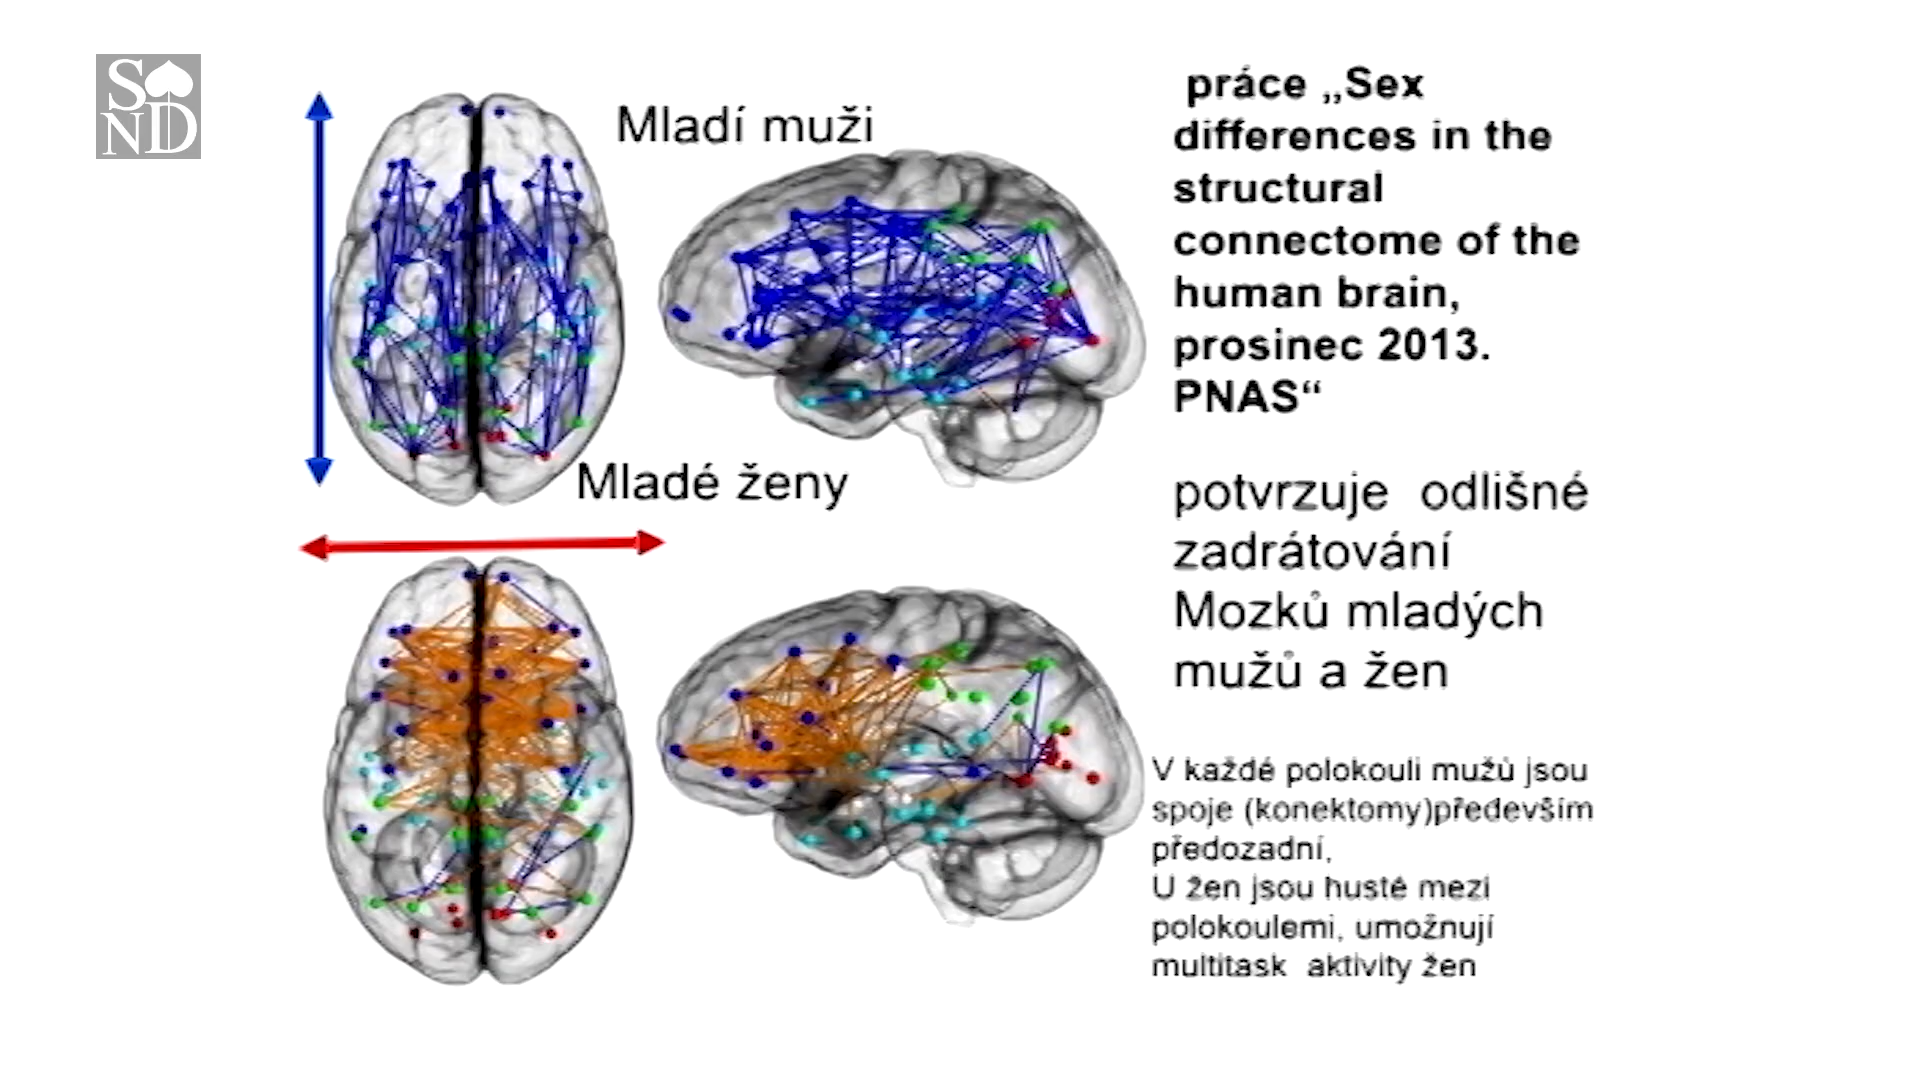 S
ND
Mladí muži
Mladé ženy
práce „Sex
differences in the
structural
connectome of the
human brain,
prosinec 2013.
PNAS“
potvrzuje odlišné
zadrátování
Mozků mladých
mužů a žen
V každé polokouli mužů jsou
spoje (konektomy)především
předozadní,
U žen jsou husté mezi
polokoulemi, umožnují
multitask aktivity žen